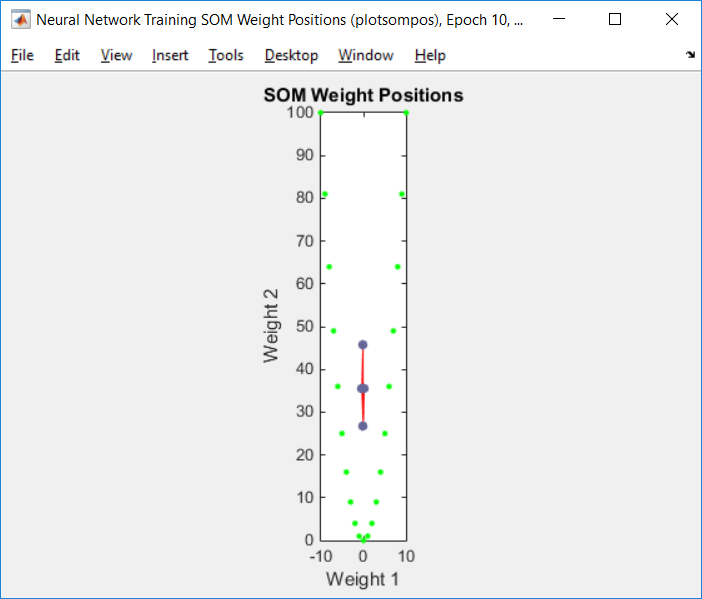 Neural Network Training SOM Weight Positions (plotsompos), Epoch 10, ...
File Edit View Insert Tools Desktop Window Help
SOM Weight Positions
100
90
80
70
60
50
40
30
20
10
0
Weight 2
-10 0 10
Weight 1